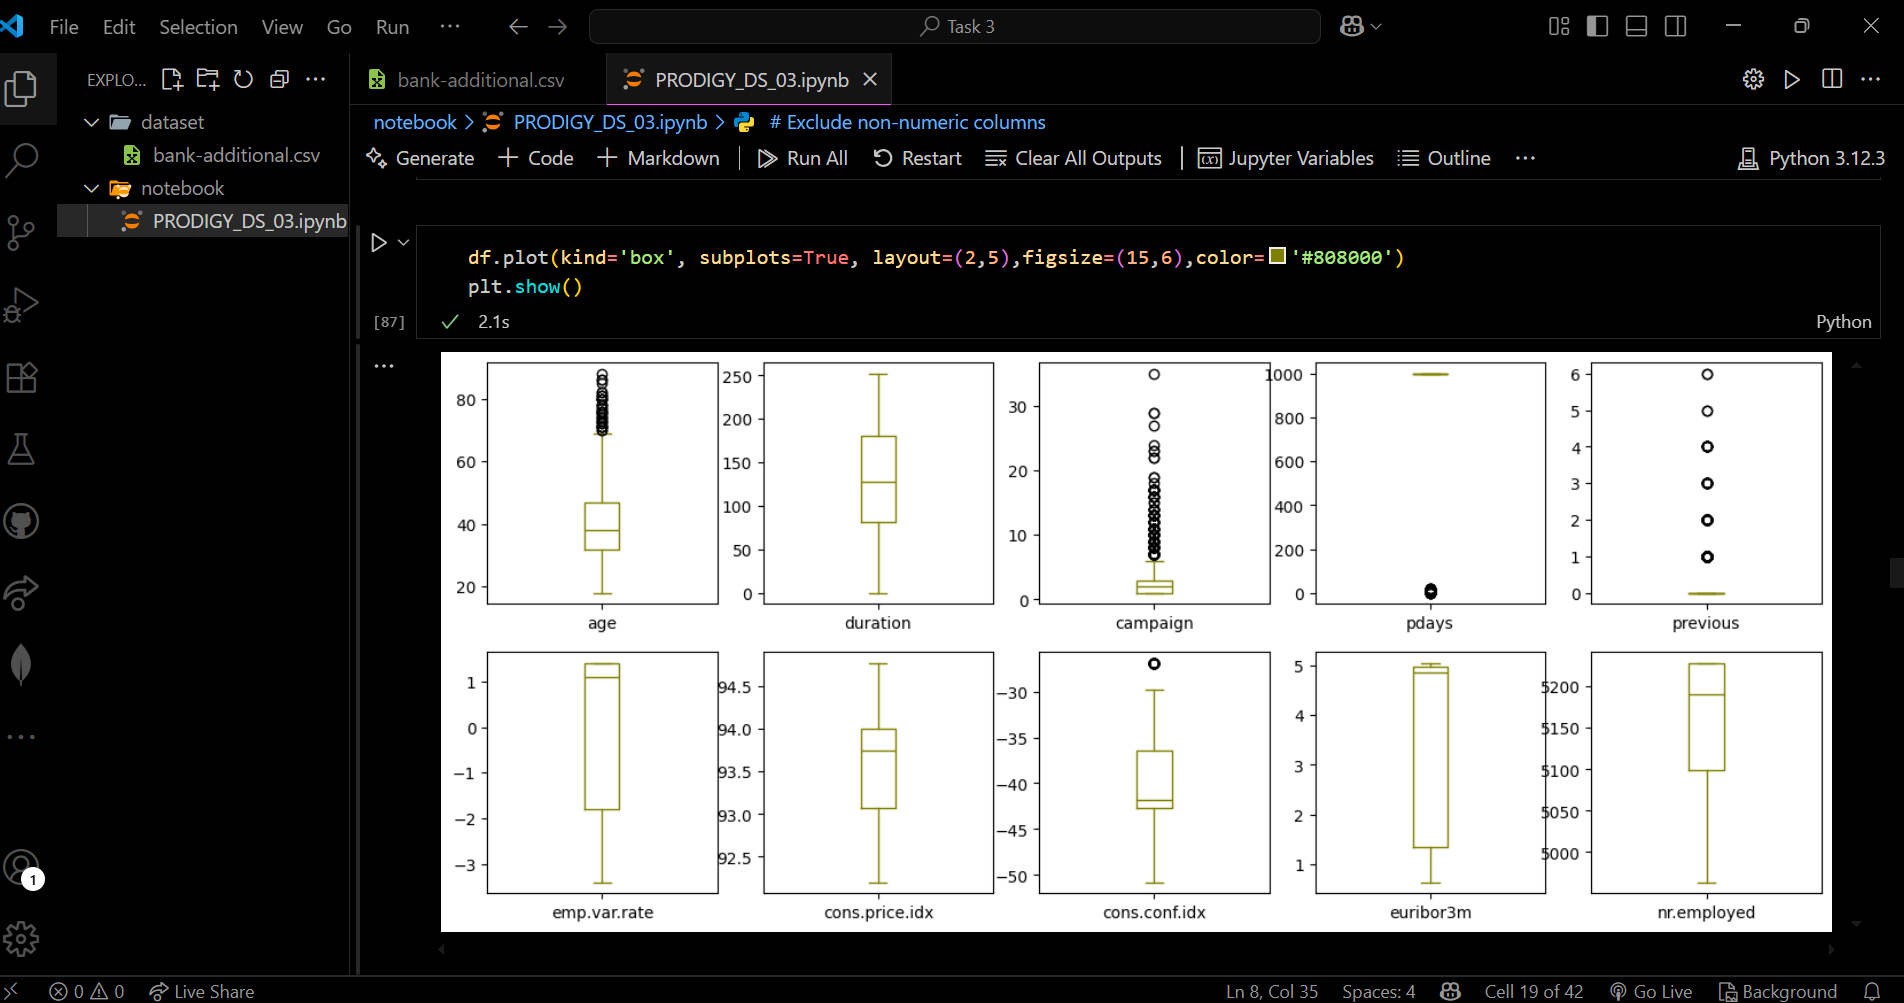 File Edit Selection View Go Run ··· Task 3
EXPLO...
dataset
bank-additional.csv
notebook
PRODIGY_DS_03.ipynb
bank-additional.csv
PRODIGY_DS_03.ipynb
notebook > PRODIGY_DS_03.ipynb > # Exclude non-numeric columns
Generate + Code + Markdown Run All Restart Clear All Outputs Jupyter Variables Outline ··· Python 3.12.3
df.plot(kind='box', subplots=True, layout=(2,5),figsize=(15,6),color='#808000')
plt.show()
[87] 2.1s Python
80
60
40
20
age
250
200
150
100
50
0
duration
30
20
10
0
campaign
1000
800
600
400
200
0
pdays
6
5
4
3
2
1
0
previous
1
0
−1
−2
−3
emp.var.rate
94.5
94.0
93.5
93.0
92.5
cons.price.idx
−30
−35
−40
−45
−50
cons.conf.idx
5
4
3
2
1
euribor3m
5200
5150
5100
5050
5000
nr.employed
1
0 0 Live Share Ln 8, Col 35 Spaces: 4 Cell 19 of 42 Go Live Background